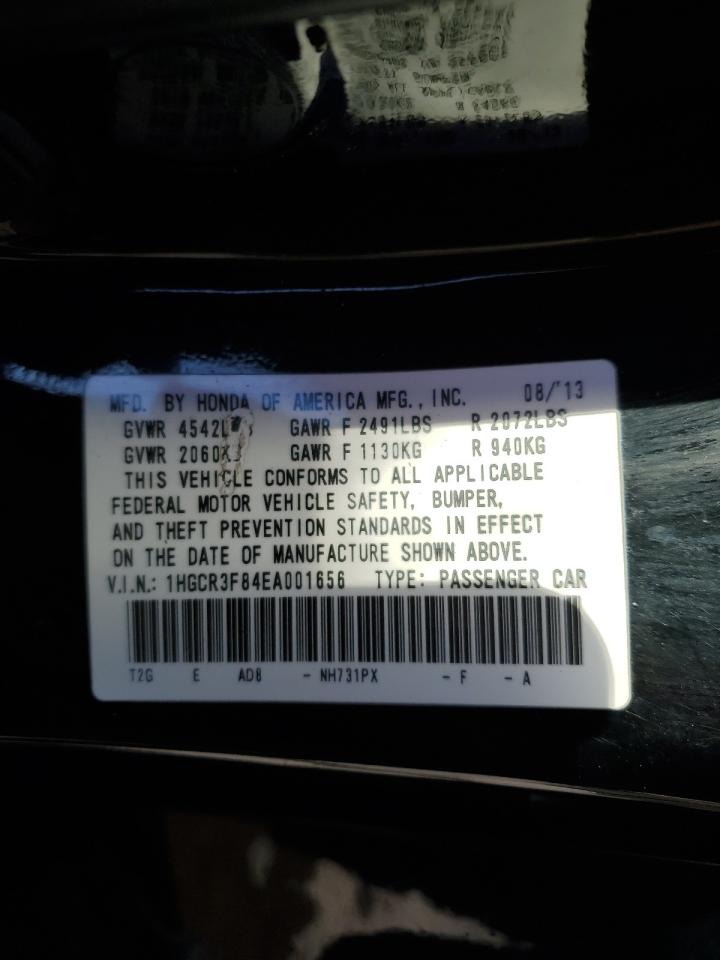 MFD. BY HONDA OF AMERICA MFG., INC. 08/'13
GVWR 4542L GAWR F 2491LBS R 2072LBS
GVWR 2060K GAWR F 1130KG R 940KG
THIS VEHICLE CONFORMS TO ALL APPLICABLE
FEDERAL MOTOR VEHICLE SAFETY, BUMPER,
AND THEFT PREVENTION STANDARDS IN EFFECT
ON THE DATE OF MANUFACTURE SHOWN ABOVE.
V.I.N.: 1HGCR3F84EA001656 TYPE: PASSENGER CAR
T2G E AD8 - NH731PX - F - A